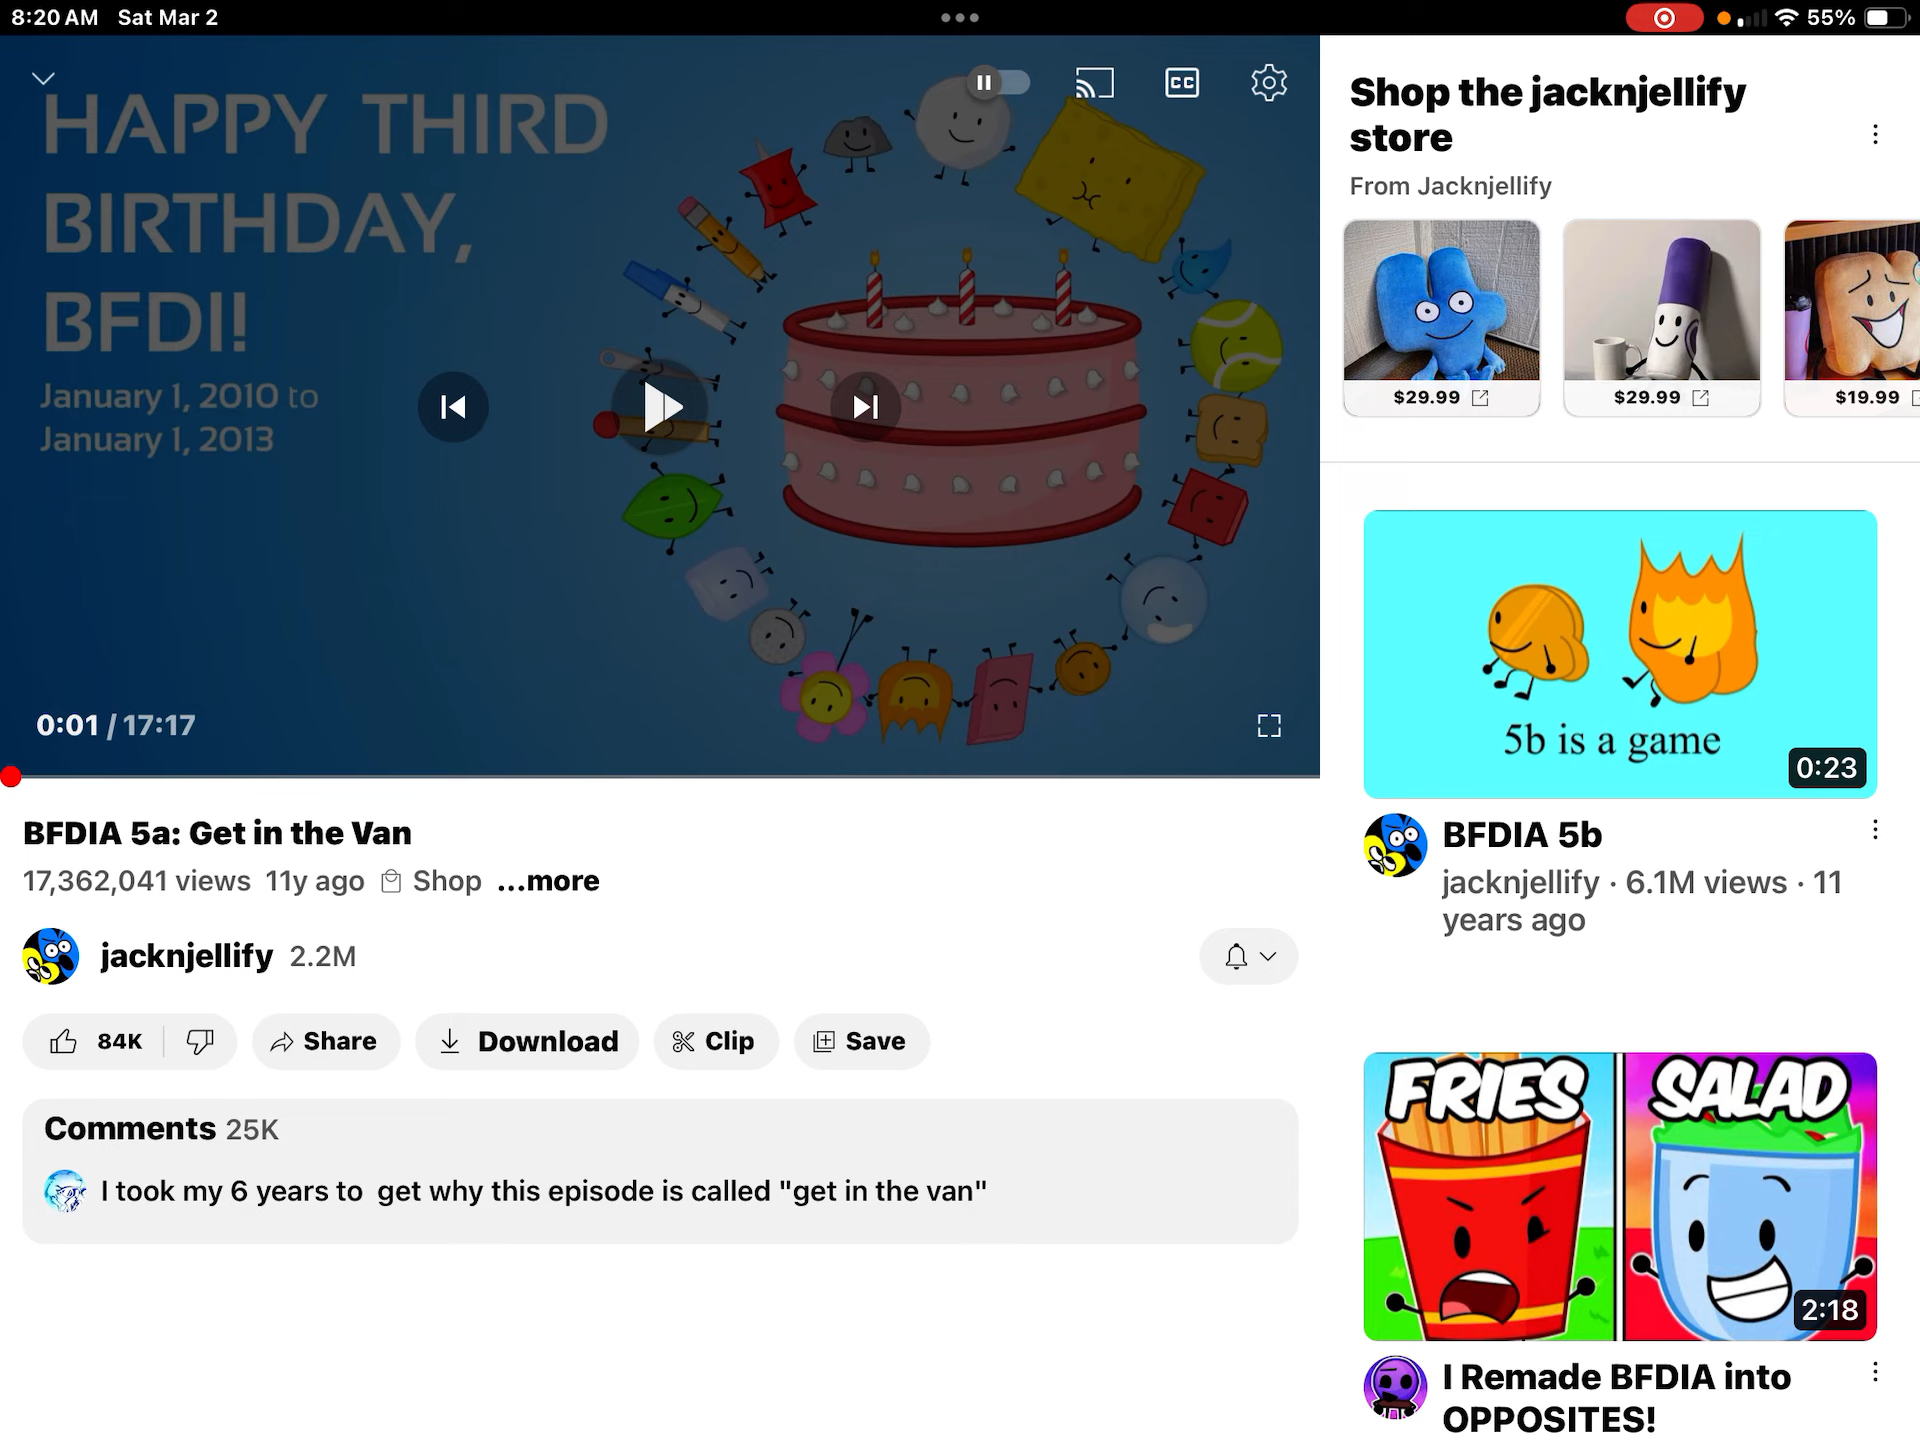 8:20 AM Sat Mar 2
55%
HAPPY THIRD
BIRTHDAY,
BFDI!
January 1, 2010 to
January 1, 2013
CC
0:01 / 17:17
BFDIA 5a: Get in the Van
17,362,041 views 11y ago Shop ...more
jacknjellify 2.2M
84K Share Download Clip Save
Comments 25K
I took my 6 years to  get why this episode is called "get in the van"
Shop the jacknjellify
store
From Jacknjellify
$29.99 $29.99 $19.99
5b is a game
0:23
BFDIA 5b
jacknjellify · 6.1M views · 11
years ago
FRIES SALAD
2:18
I Remade BFDIA into
OPPOSITES!